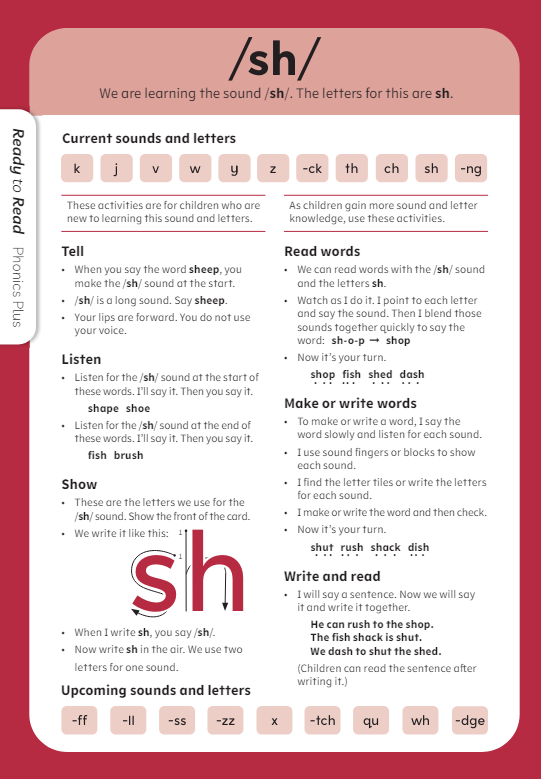 /sh/
We are learning the sound /sh/. The letters for this are sh.
Ready to Read Phonics Plus
Current sounds and letters
k j v w y z -ck th ch sh -ng
These activities are for children who are
new to learning this sound and letters.
Tell
• When you say the word sheep, you
make the /sh/ sound at the start.
• /sh/ is a long sound. Say sheep.
• Your lips are forward. You do not use
your voice.
Listen
• Listen for the /sh/ sound at the start of
these words. I'll say it. Then you say it.
shape shoe
• Listen for the /sh/ sound at the end of
these words. I'll say it. Then you say it.
fish brush
Show
• These are the letters we use for the
/sh/ sound. Show the front of the card.
• We write it like this:
1
1
sh
• When I write sh, you say /sh/.
• Now write sh in the air. We use two
letters for one sound.
As children gain more sound and letter
knowledge, use these activities.
Read words
• We can read words with the /sh/ sound
and the letters sh.
• Watch as I do it. I point to each letter
and say the sound. Then I blend those
sounds together quickly to say the
word: sh-o-p → shop
• Now it's your turn.
shop fish shed dash
Make or write words
• To make or write a word, I say the
word slowly and listen for each sound.
• I use sound fingers or blocks to show
each sound.
• I find the letter tiles or write the letters
for each sound.
• I make or write the word and then check.
• Now it's your turn.
shut rush shack dish
Write and read
• I will say a sentence. Now we will say
it and write it together.
He can rush to the shop.
The fish shack is shut.
We dash to shut the shed.
(Children can read the sentence after
writing it.)
Upcoming sounds and letters
-ff -ll -ss -zz x -tch qu wh -dge